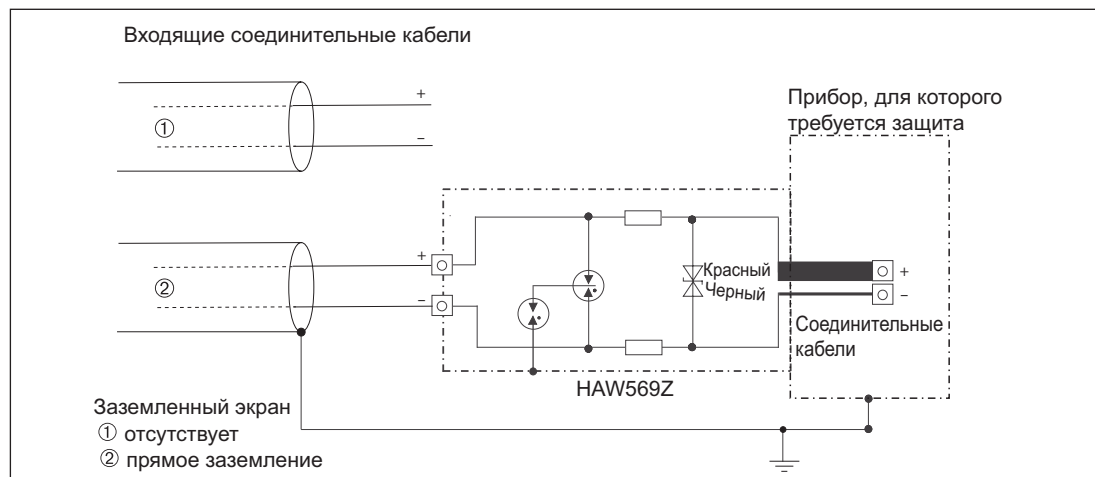 Входящие соединительные кабели
+
①
−
Прибор, для которого
требуется защита
+
②
−
Красный
Черный
+
−
Соединительные
кабели
HAW569Z
Заземленный экран
① отсутствует
② прямое заземление